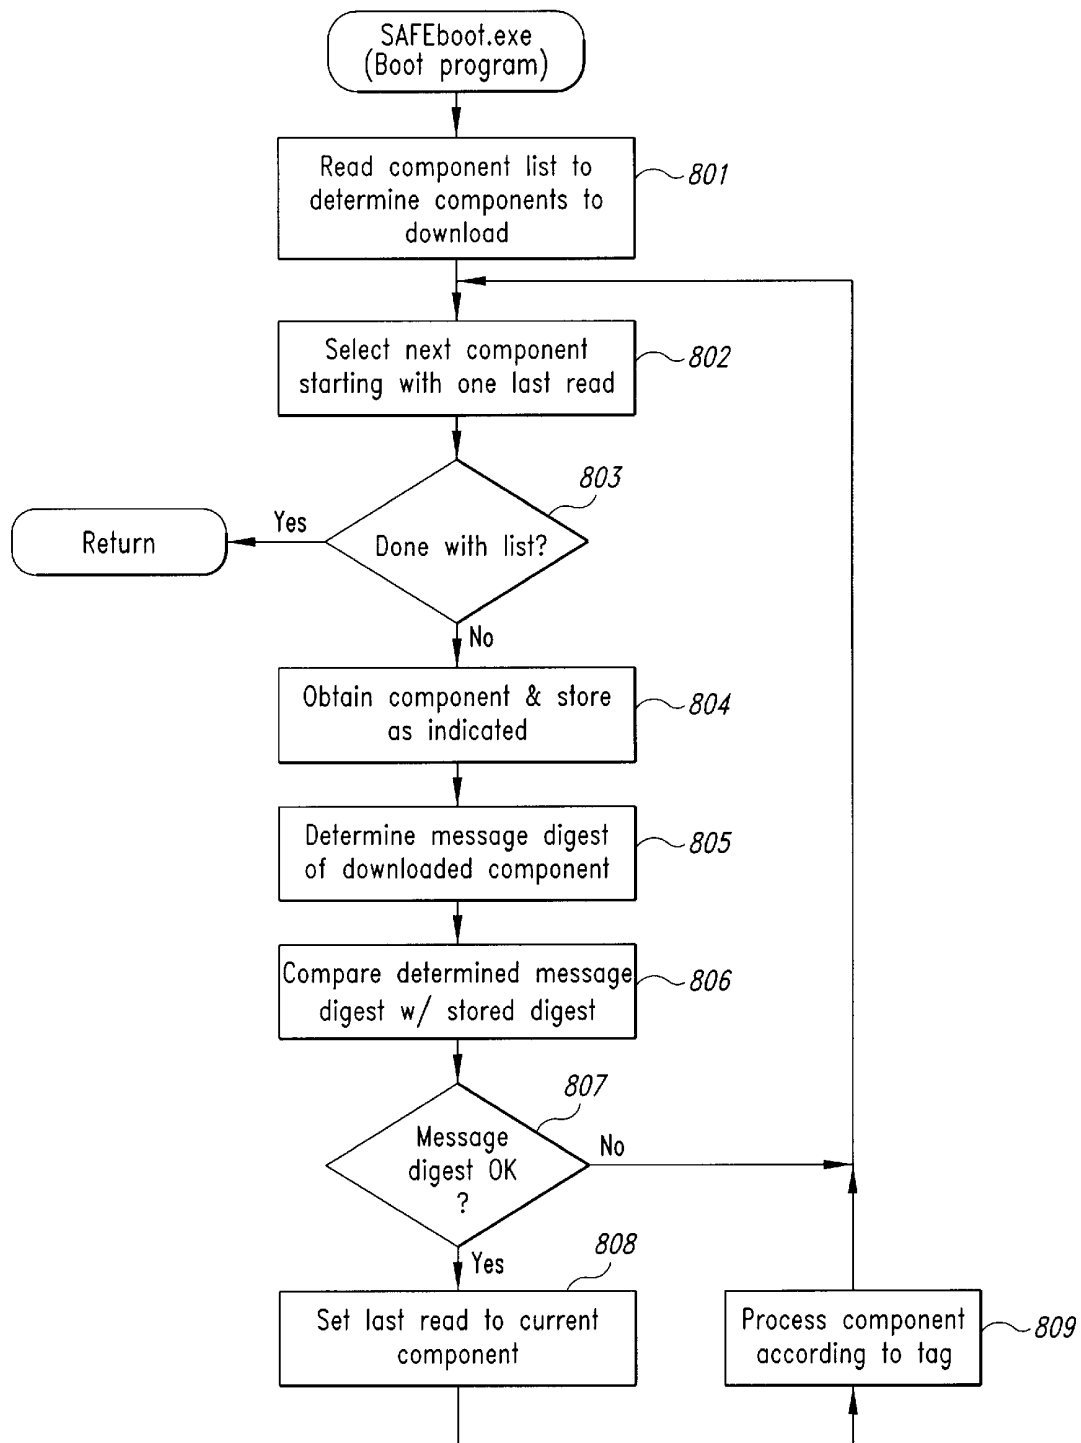 SAFEboot.exe
(Boot program)
Read component list to
determine components to
download
801
Select next component
starting with one last read
802
803
Done with list?
Yes
Return
No
Obtain component & store
as indicated
804
Determine message digest
of downloaded component
805
Compare determined message
digest w/ stored digest
806
807
Message
digest OK
?
No
Yes
808
Set last read to current
component
Process component
according to tag
809